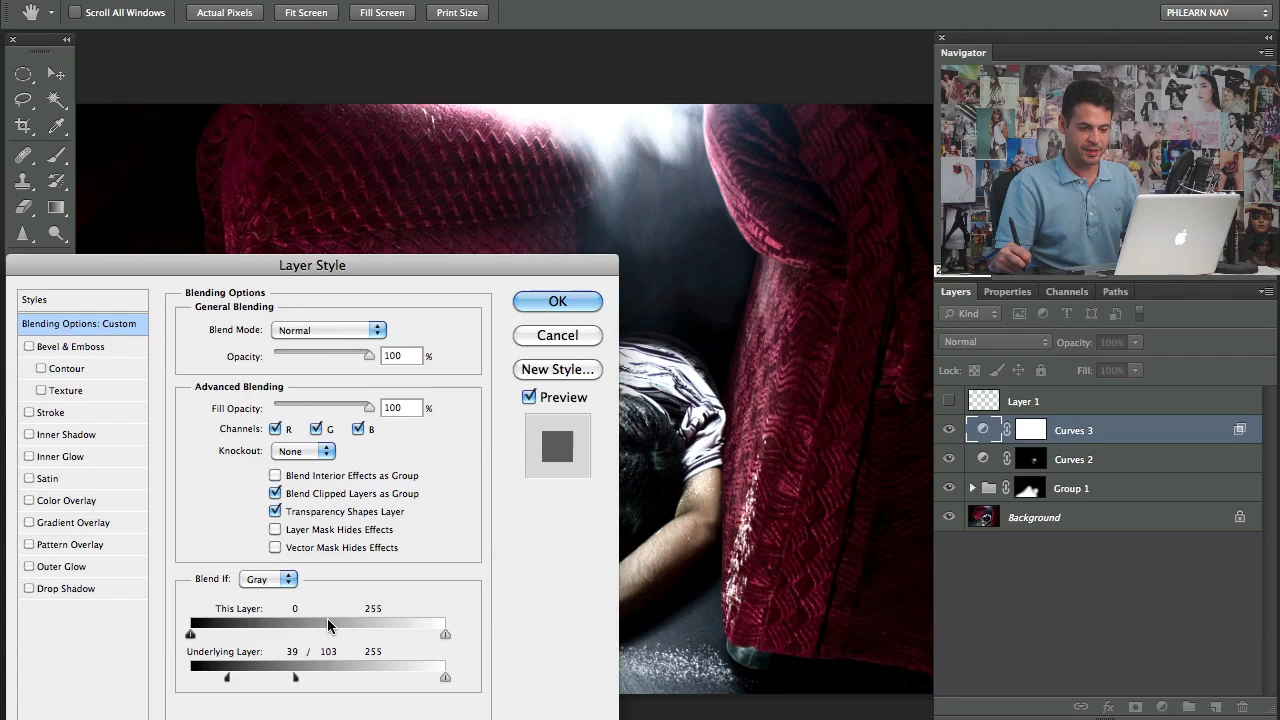 Scroll All Windows
Actual Pixels
Fit Screen
Fill Screen
Print Size
PHLEARN NAV
Navigator
Layer Style
Styles
Blending Options: Custom
Bevel & Emboss
Contour
Texture
Stroke
Inner Shadow
Inner Glow
Satin
Color Overlay
Gradient Overlay
Pattern Overlay
Outer Glow
Drop Shadow
Blending Options
General Blending
Blend Mode: Normal
Opacity: 100 %
Advanced Blending
Fill Opacity: 100 %
Channels: R G B
Knockout: None
Blend Interior Effects as Group
Blend Clipped Layers as Group
Transparency Shapes Layer
Layer Mask Hides Effects
Vector Mask Hides Effects
Blend If: Gray
This Layer: 0 255
Underlying Layer: 39 / 103 255
OK
Cancel
New Style...
Preview
Layers Properties Channels Paths
Kind
Normal Opacity: 100%
Lock: Fill: 100%
Layer 1
Curves 3
Curves 2
Group 1
Background